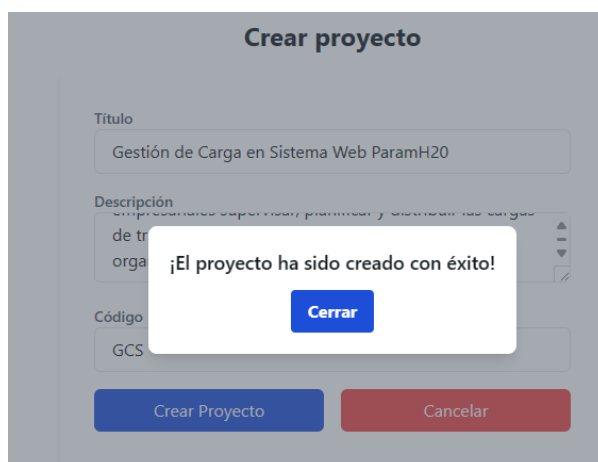 Crear proyecto
Título
Gestión de Carga en Sistema Web ParamH20
Descripción
empresariales supervisar, planificar y distribuir las cargas
de tr
orga
¡El proyecto ha sido creado con éxito!
Cerrar
Código
GCS
Crear Proyecto
Cancelar